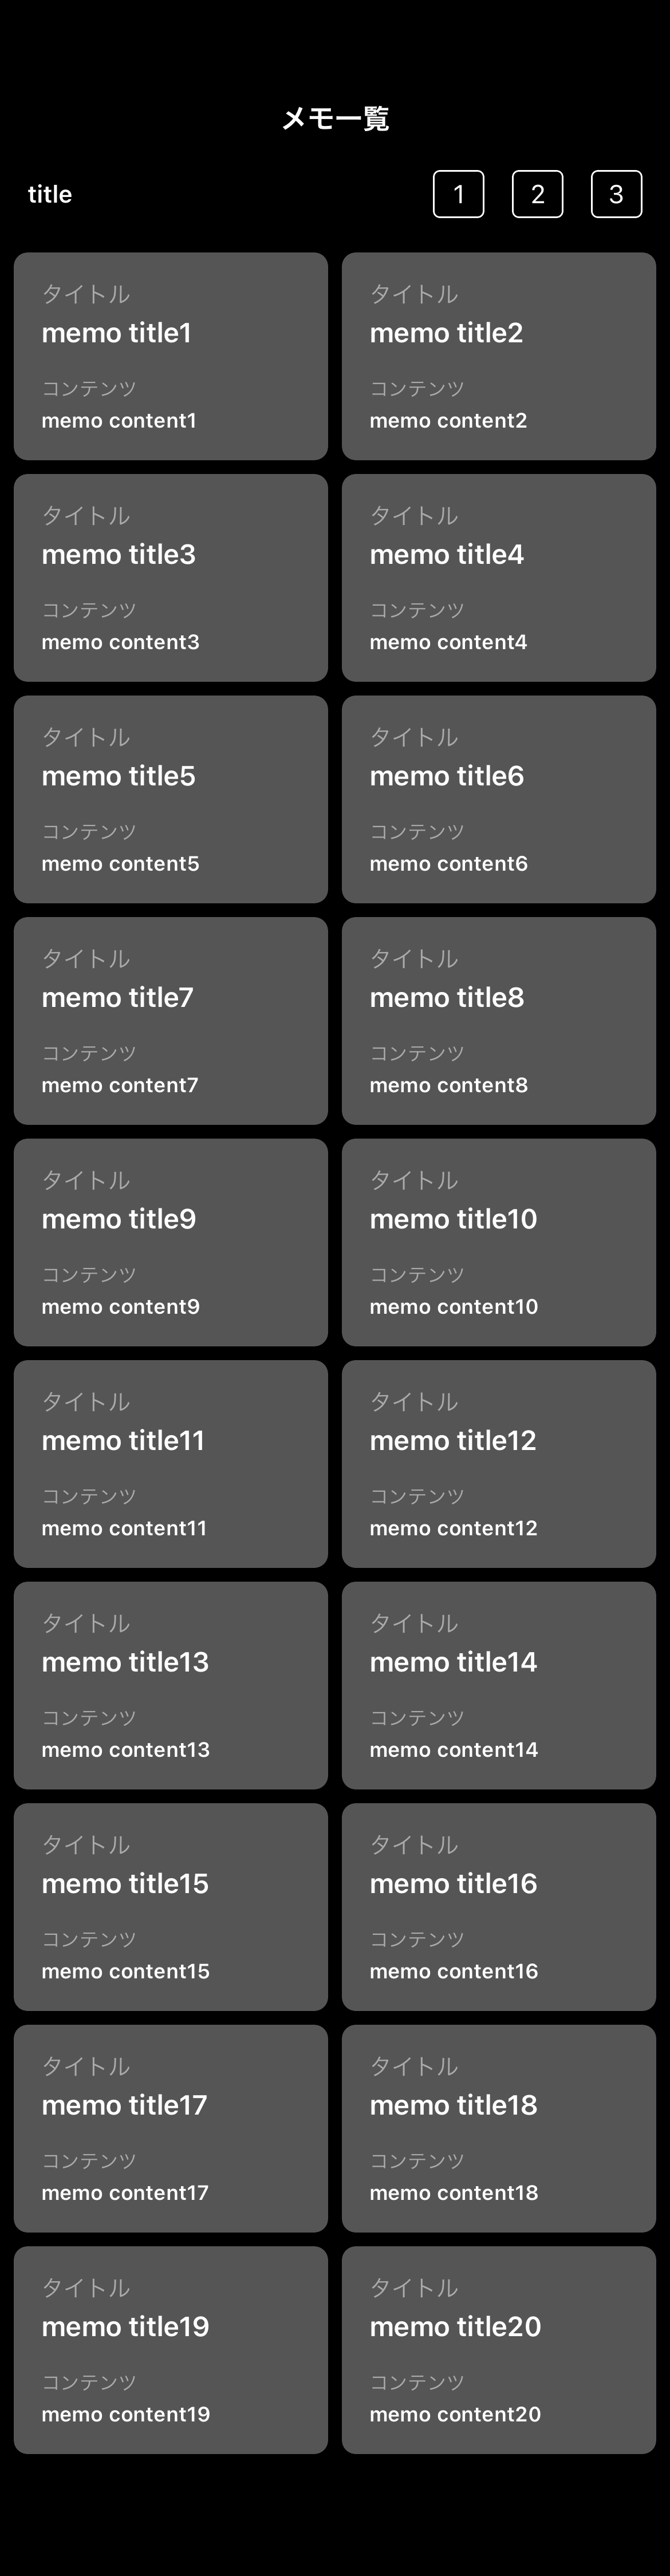 メモ一覧
title 1 2 3
タイトル タイトル
memo title1 memo title2
コンテンツ コンテンツ
memo content1 memo content2
タイトル タイトル
memo title3 memo title4
コンテンツ コンテンツ
memo content3 memo content4
タイトル タイトル
memo title5 memo title6
コンテンツ コンテンツ
memo content5 memo content6
タイトル タイトル
memo title7 memo title8
コンテンツ コンテンツ
memo content7 memo content8
タイトル タイトル
memo title9 memo title10
コンテンツ コンテンツ
memo content9 memo content10
タイトル タイトル
memo title11 memo title12
コンテンツ コンテンツ
memo content11 memo content12
タイトル タイトル
memo title13 memo title14
コンテンツ コンテンツ
memo content13 memo content14
タイトル タイトル
memo title15 memo title16
コンテンツ コンテンツ
memo content15 memo content16
タイトル タイトル
memo title17 memo title18
コンテンツ コンテンツ
memo content17 memo content18
タイトル タイトル
memo title19 memo title20
コンテンツ コンテンツ
memo content19 memo content20